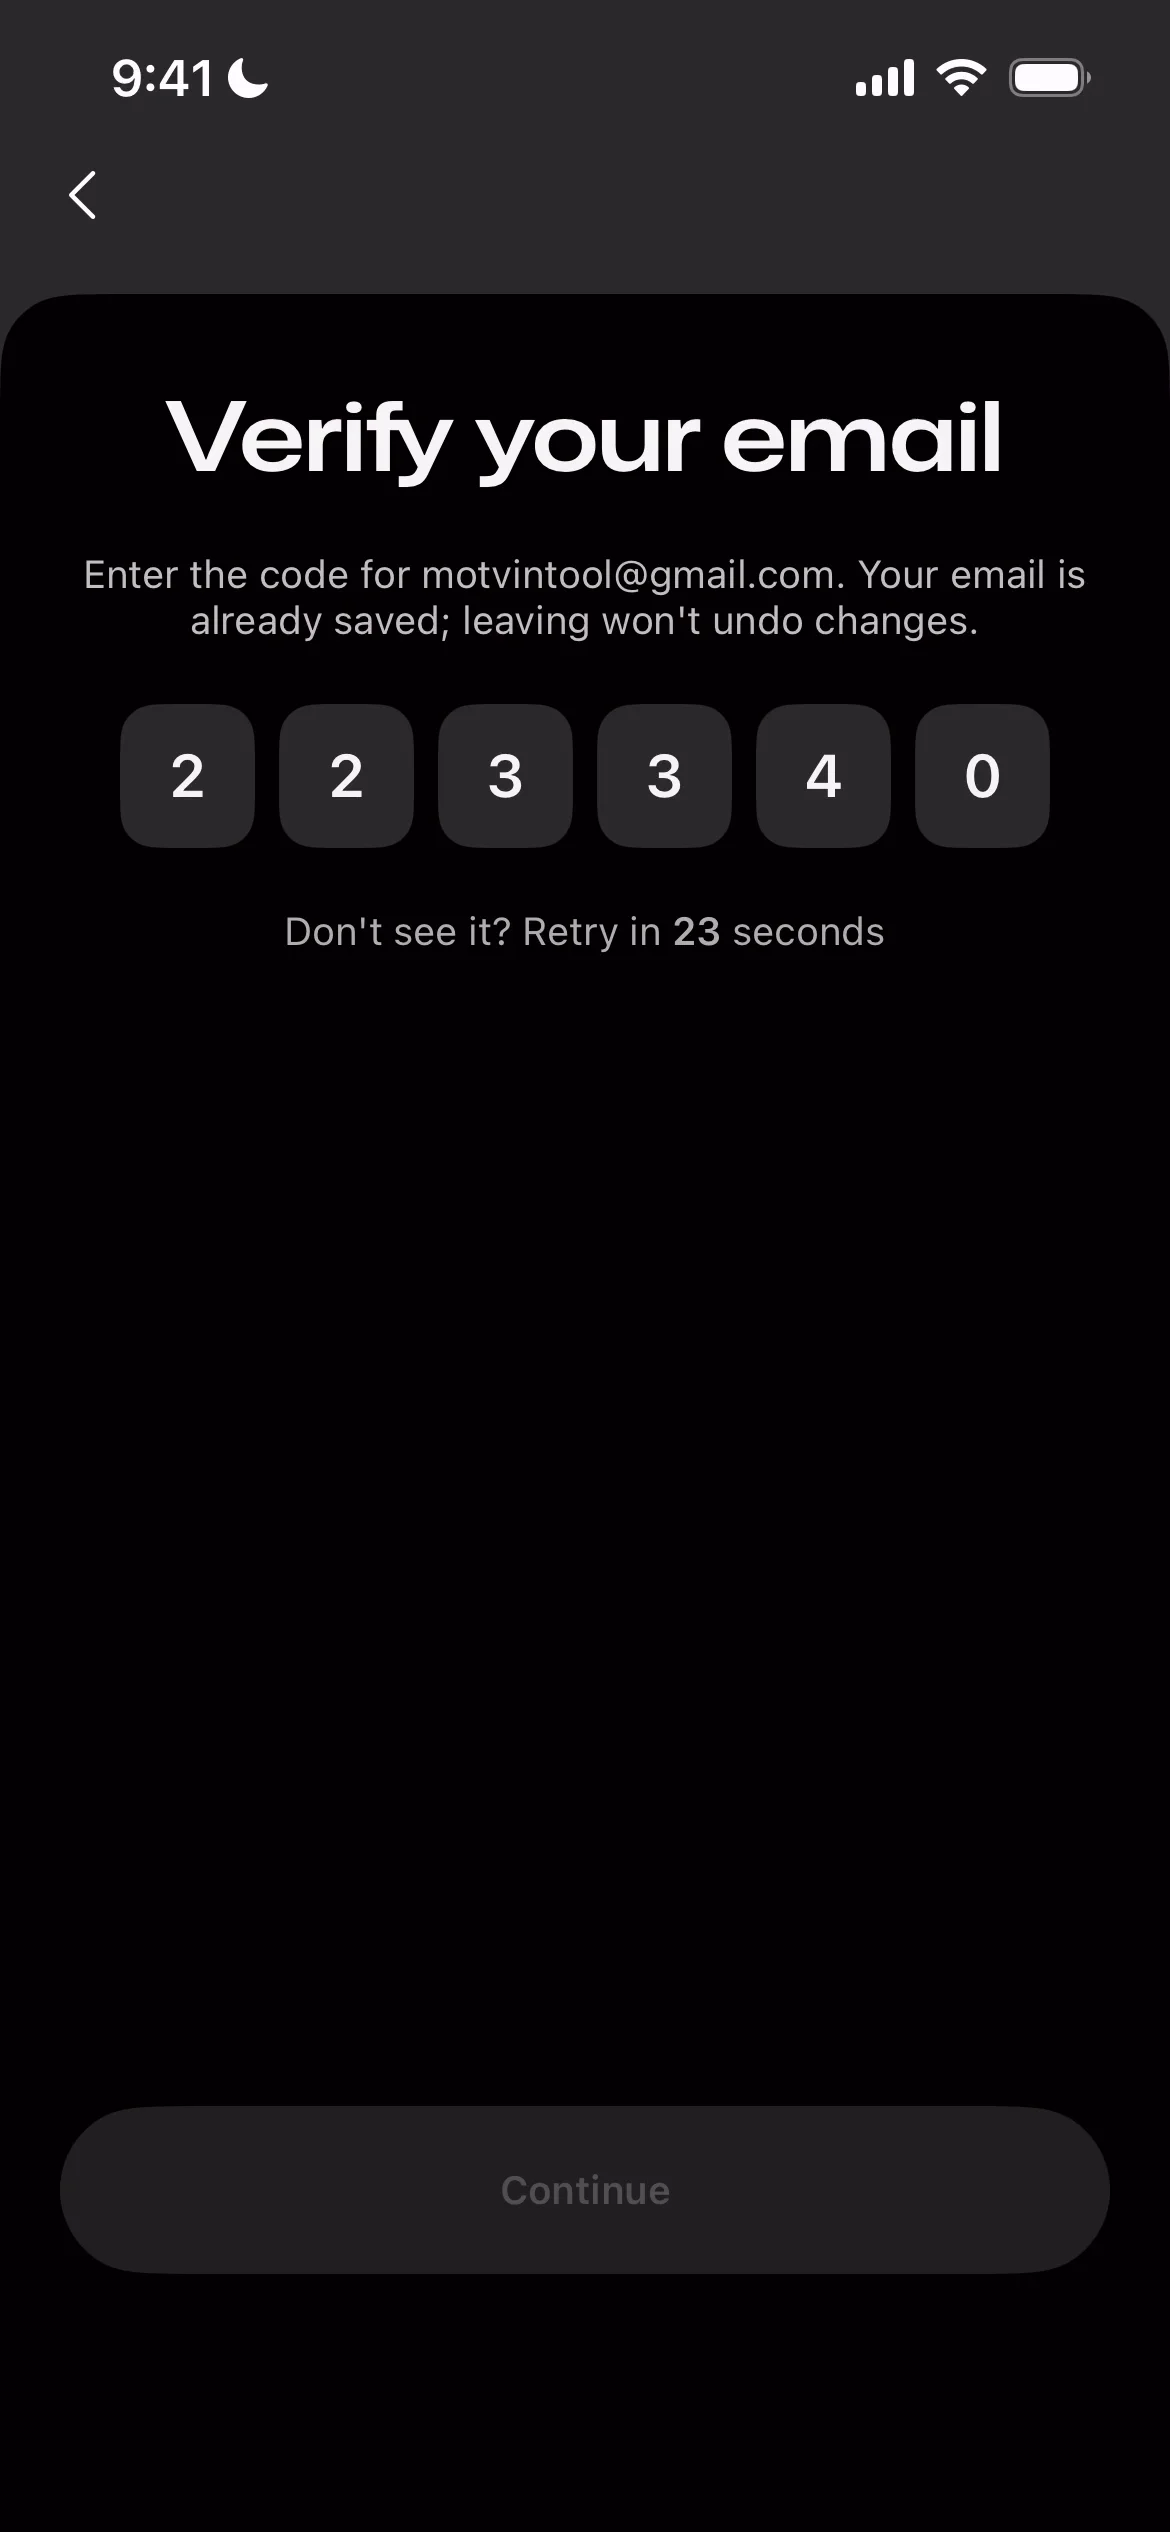 9:41
Verify your email
Enter the code for motvintool@gmail.com. Your email is
already saved; leaving won't undo changes.
2 2 3 3 4 0
Don't see it? Retry in 23 seconds
Continue